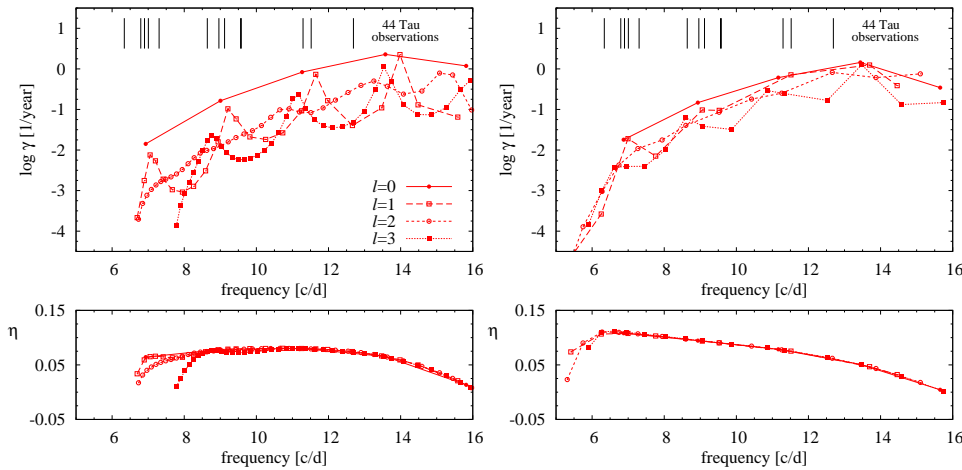 44 Tau
observations
log γ [1/year]
1
0
-1
-2
-3
-4
l=0
l=1
l=2
l=3
6 8 10 12 14 16
frequency [c/d]
44 Tau
observations
log γ [1/year]
1
0
-1
-2
-3
-4
6 8 10 12 14 16
frequency [c/d]
η
0.15
0.05
-0.05
6 8 10 12 14 16
frequency [c/d]
η
0.15
0.05
-0.05
6 8 10 12 14 16
frequency [c/d]